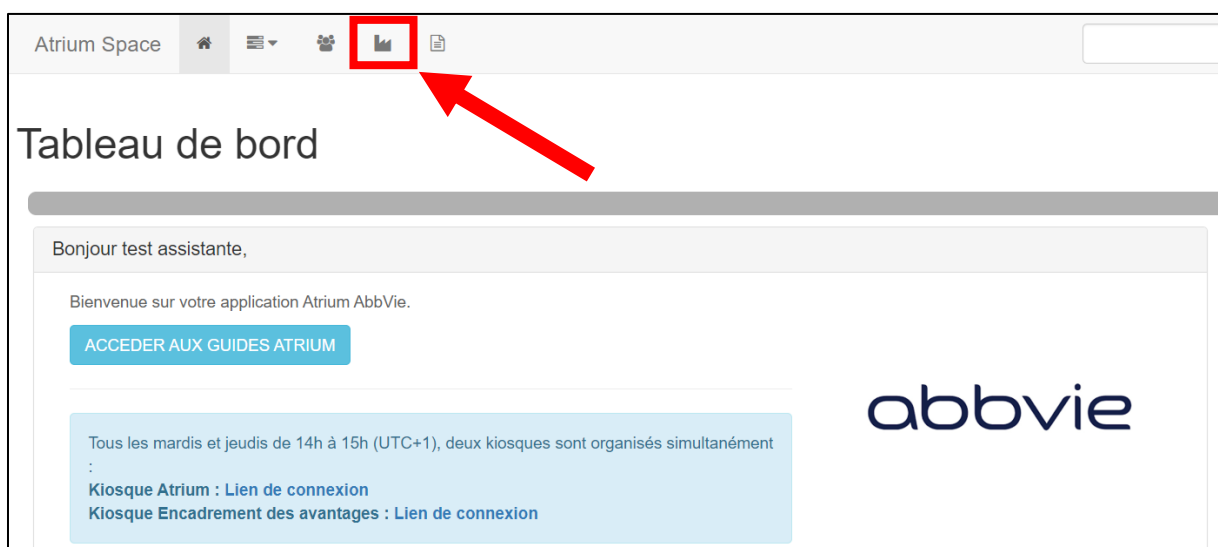 Atrium Space
Tableau de bord
Bonjour test assistante,
Bienvenue sur votre application Atrium AbbVie.
ACCEDER AUX GUIDES ATRIUM
abbvie
Tous les mardis et jeudis de 14h à 15h (UTC+1), deux kiosques sont organisés simultanément
:
Kiosque Atrium : Lien de connexion
Kiosque Encadrement des avantages : Lien de connexion